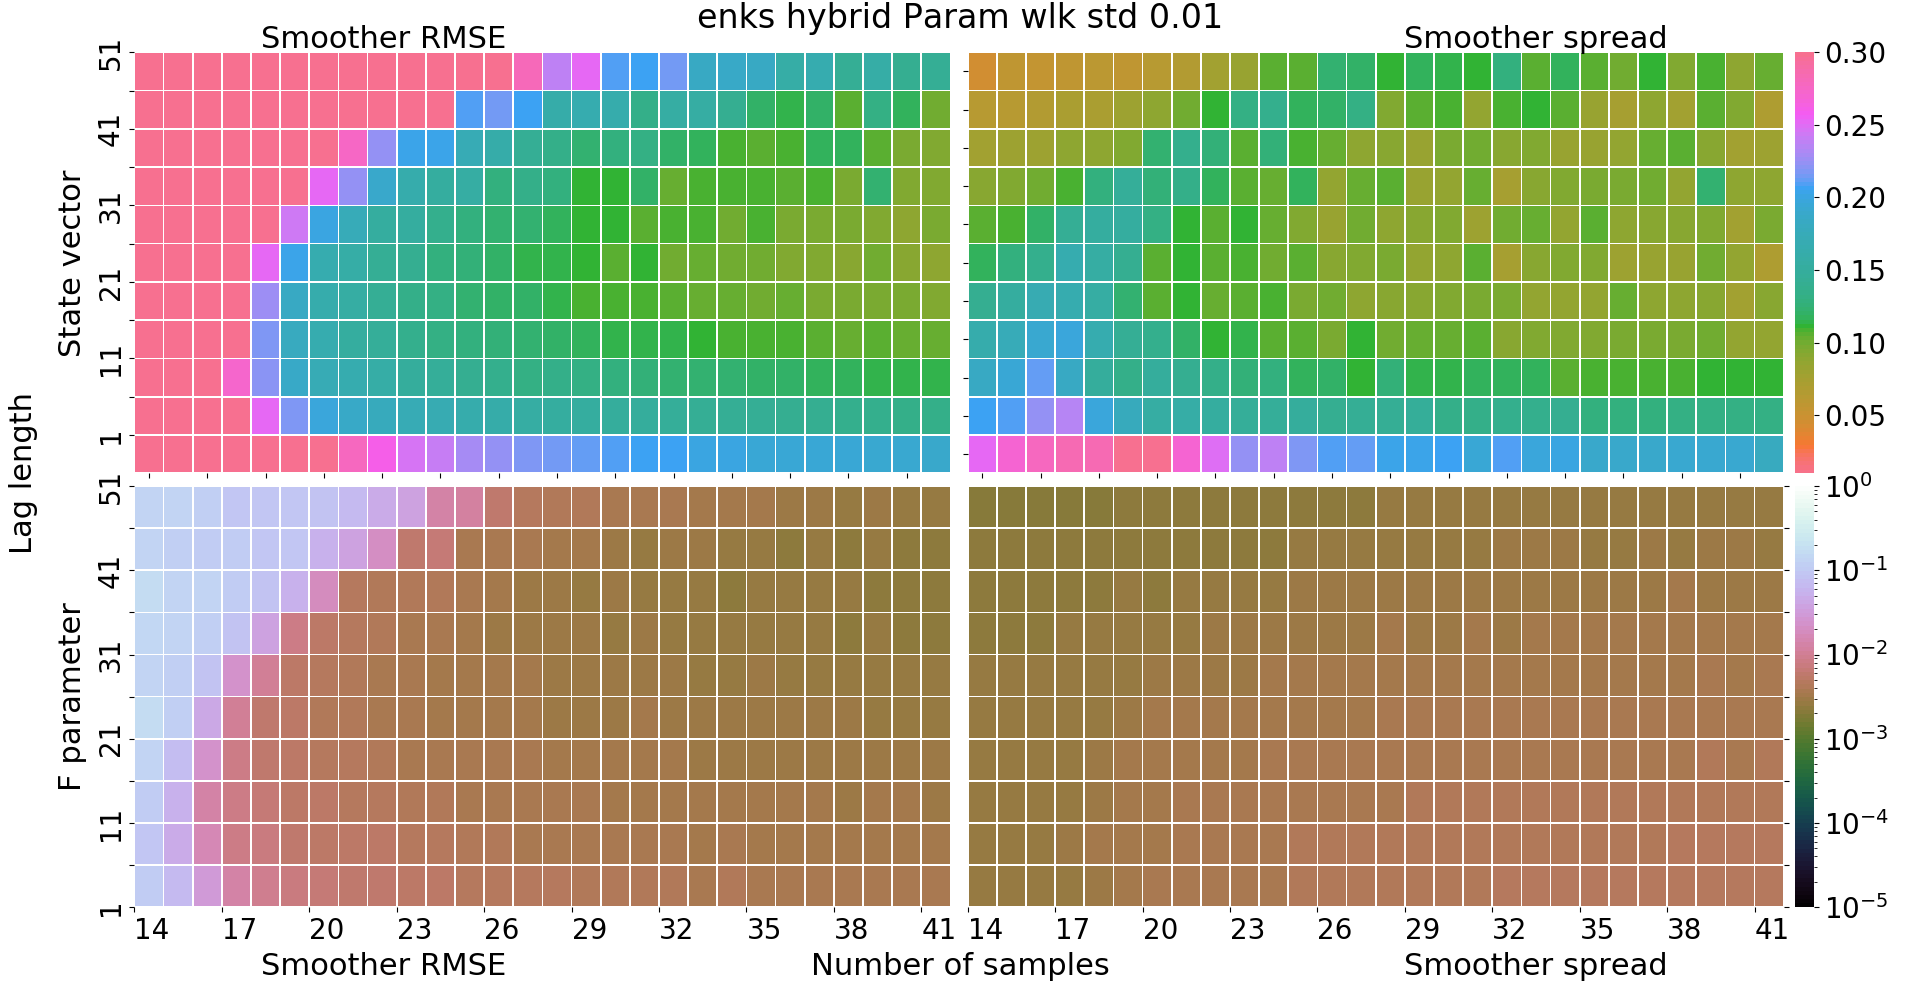 enks hybrid Param wlk std 0.01
Smoother RMSE
Smoother spread
51
41
31
21
11
1
State vector
0.30
0.25
0.20
0.15
0.10
0.05
Lag length
51
41
31
21
11
1
F parameter
10⁰
10⁻¹
10⁻²
10⁻³
10⁻⁴
10⁻⁵
14 17 20 23 26 29 32 35 38 41
14 17 20 23 26 29 32 35 38 41
Smoother RMSE
Number of samples
Smoother spread